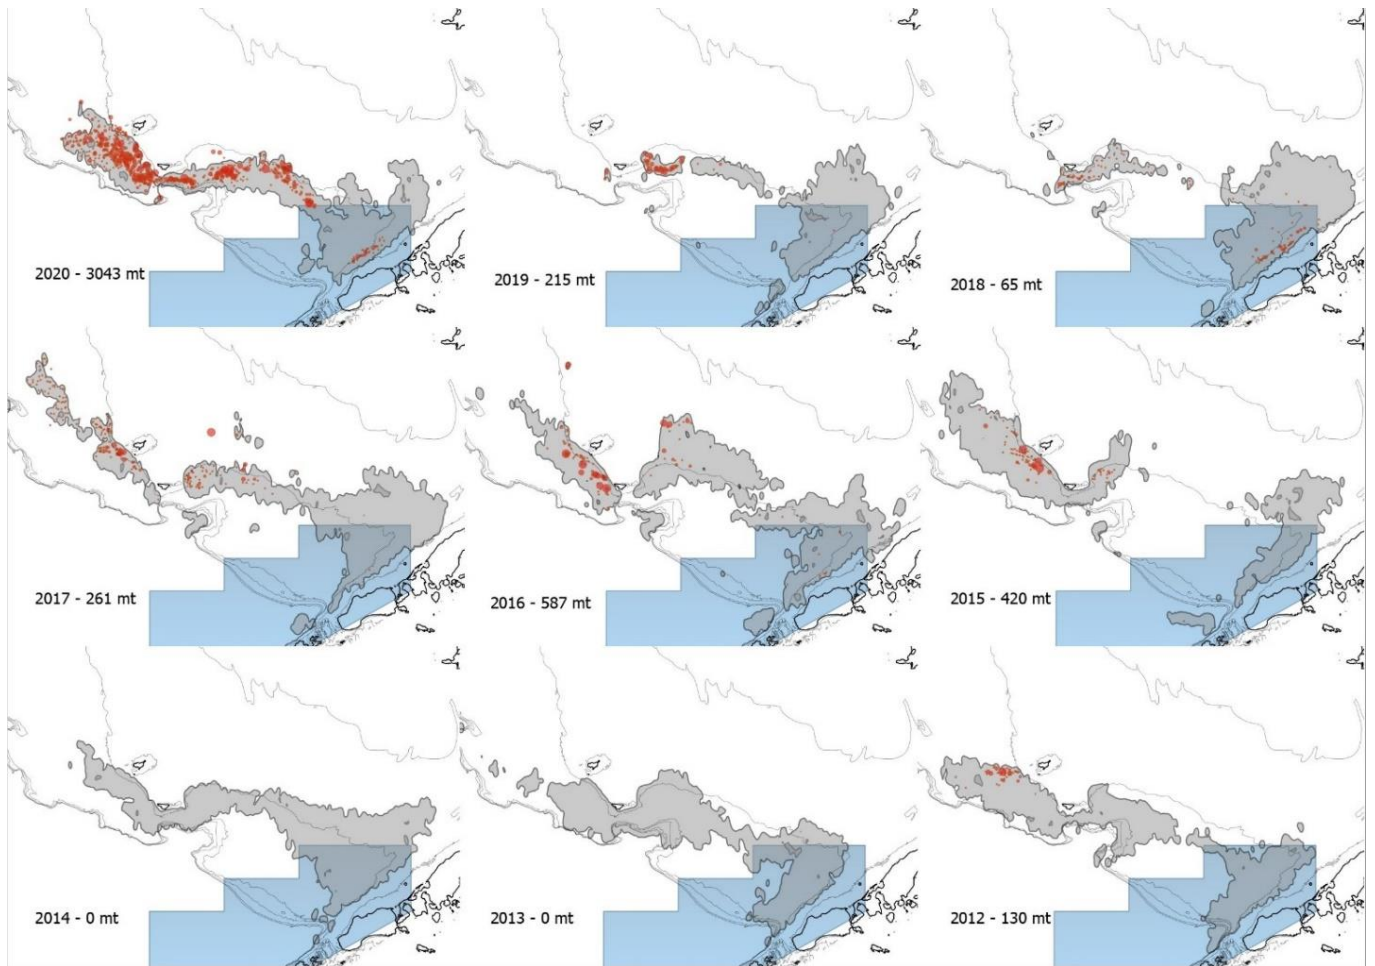 2020 - 3043 mt
2019 - 215 mt
2018 - 65 mt
2017 - 261 mt
2016 - 587 mt
2015 - 420 mt
2014 - 0 mt
2013 - 0 mt
2012 - 130 mt